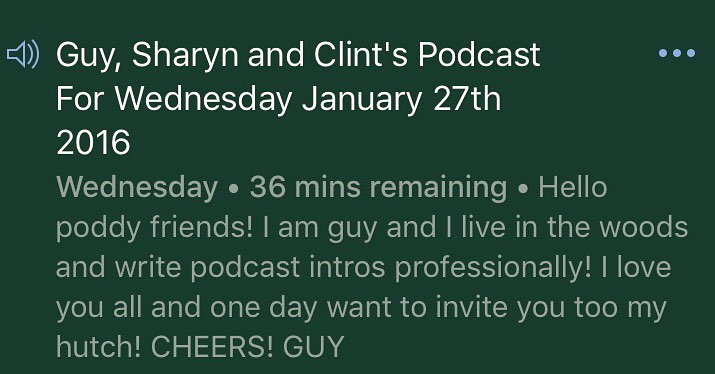 Guy, Sharyn and Clint's Podcast
For Wednesday January 27th
2016
Wednesday • 36 mins remaining • Hello
poddy friends! I am guy and I live in the woods
and write podcast intros professionally! I love
you all and one day want to invite you too my
hutch! CHEERS! GUY